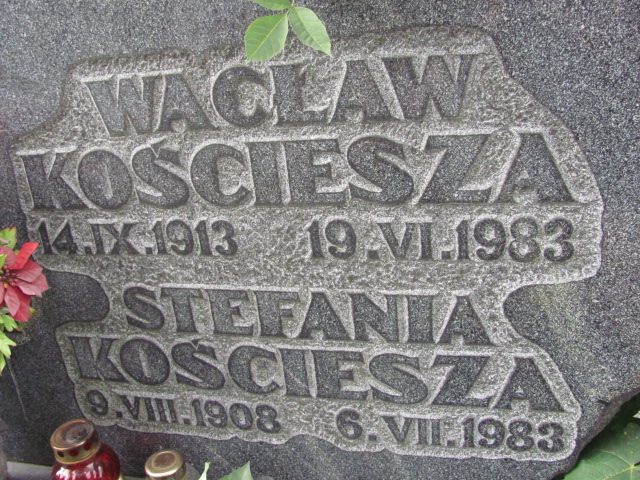 WACŁAW
KOŚCIESZA
14.IX.1913 19.VI.1983
STEFANIA
KOŚCIESZA
9.VIII.1908 6.VII.1983